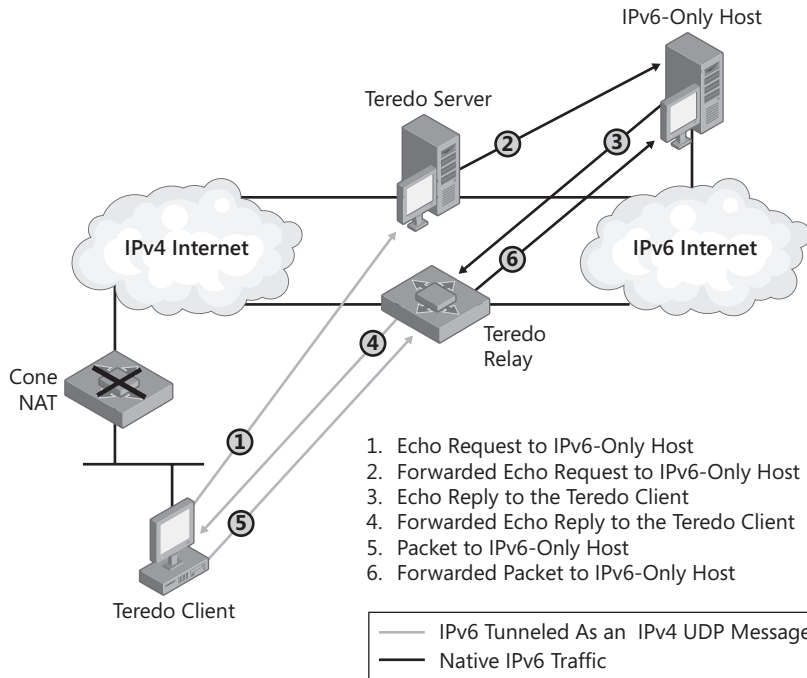 IPv6-Only Host
Teredo Server
2
3
IPv4 Internet
IPv6 Internet
6
4
Teredo
Relay
Cone
NAT
1
5
Teredo Client
1. Echo Request to IPv6-Only Host
2. Forwarded Echo Request to IPv6-Only Host
3. Echo Reply to the Teredo Client
4. Forwarded Echo Reply to the Teredo Client
5. Packet to IPv6-Only Host
6. Forwarded Packet to IPv6-Only Host
IPv6 Tunneled As an IPv4 UDP Message
Native IPv6 Traffic